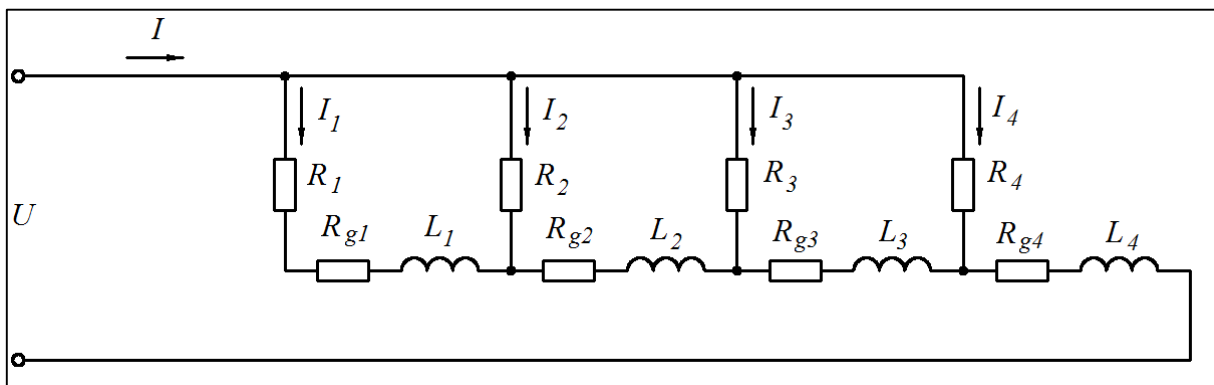 I
I1 I2 I3 I4
R1 R2 R3 R4
U
Rg1 L1 Rg2 L2 Rg3 L3 Rg4 L4